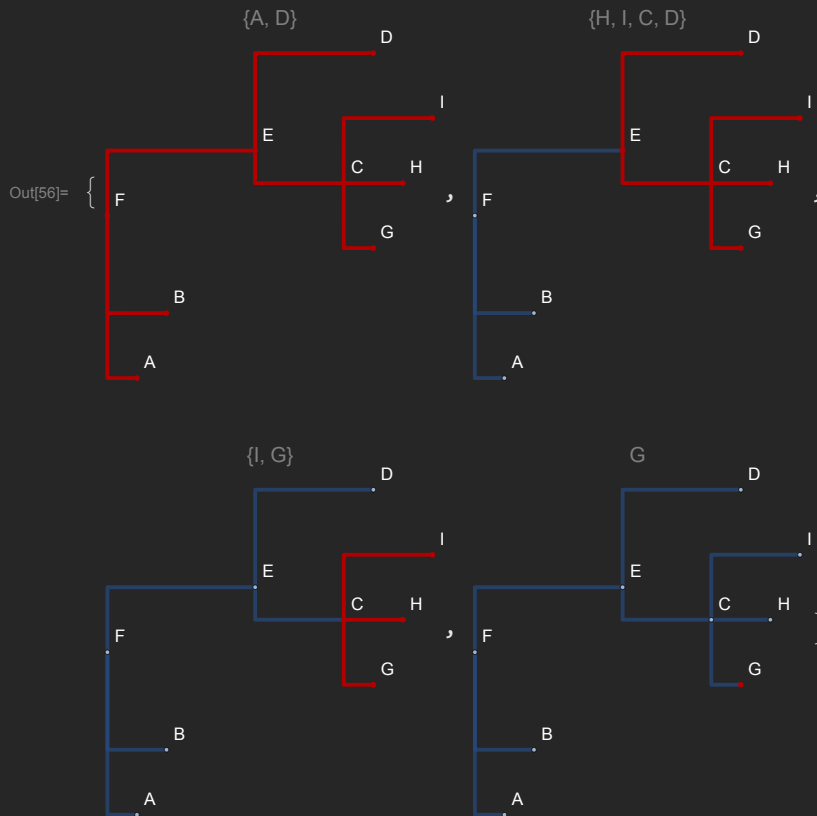 {A, D}
D
I
E
C
H
Out[56]= {
F
G
B
A
,
{H, I, C, D}
D
I
E
C
H
F
G
B
A
,
{I, G}
D
I
E
C
H
F
G
B
A
,
G
D
I
E
C
H
F
G
B
A